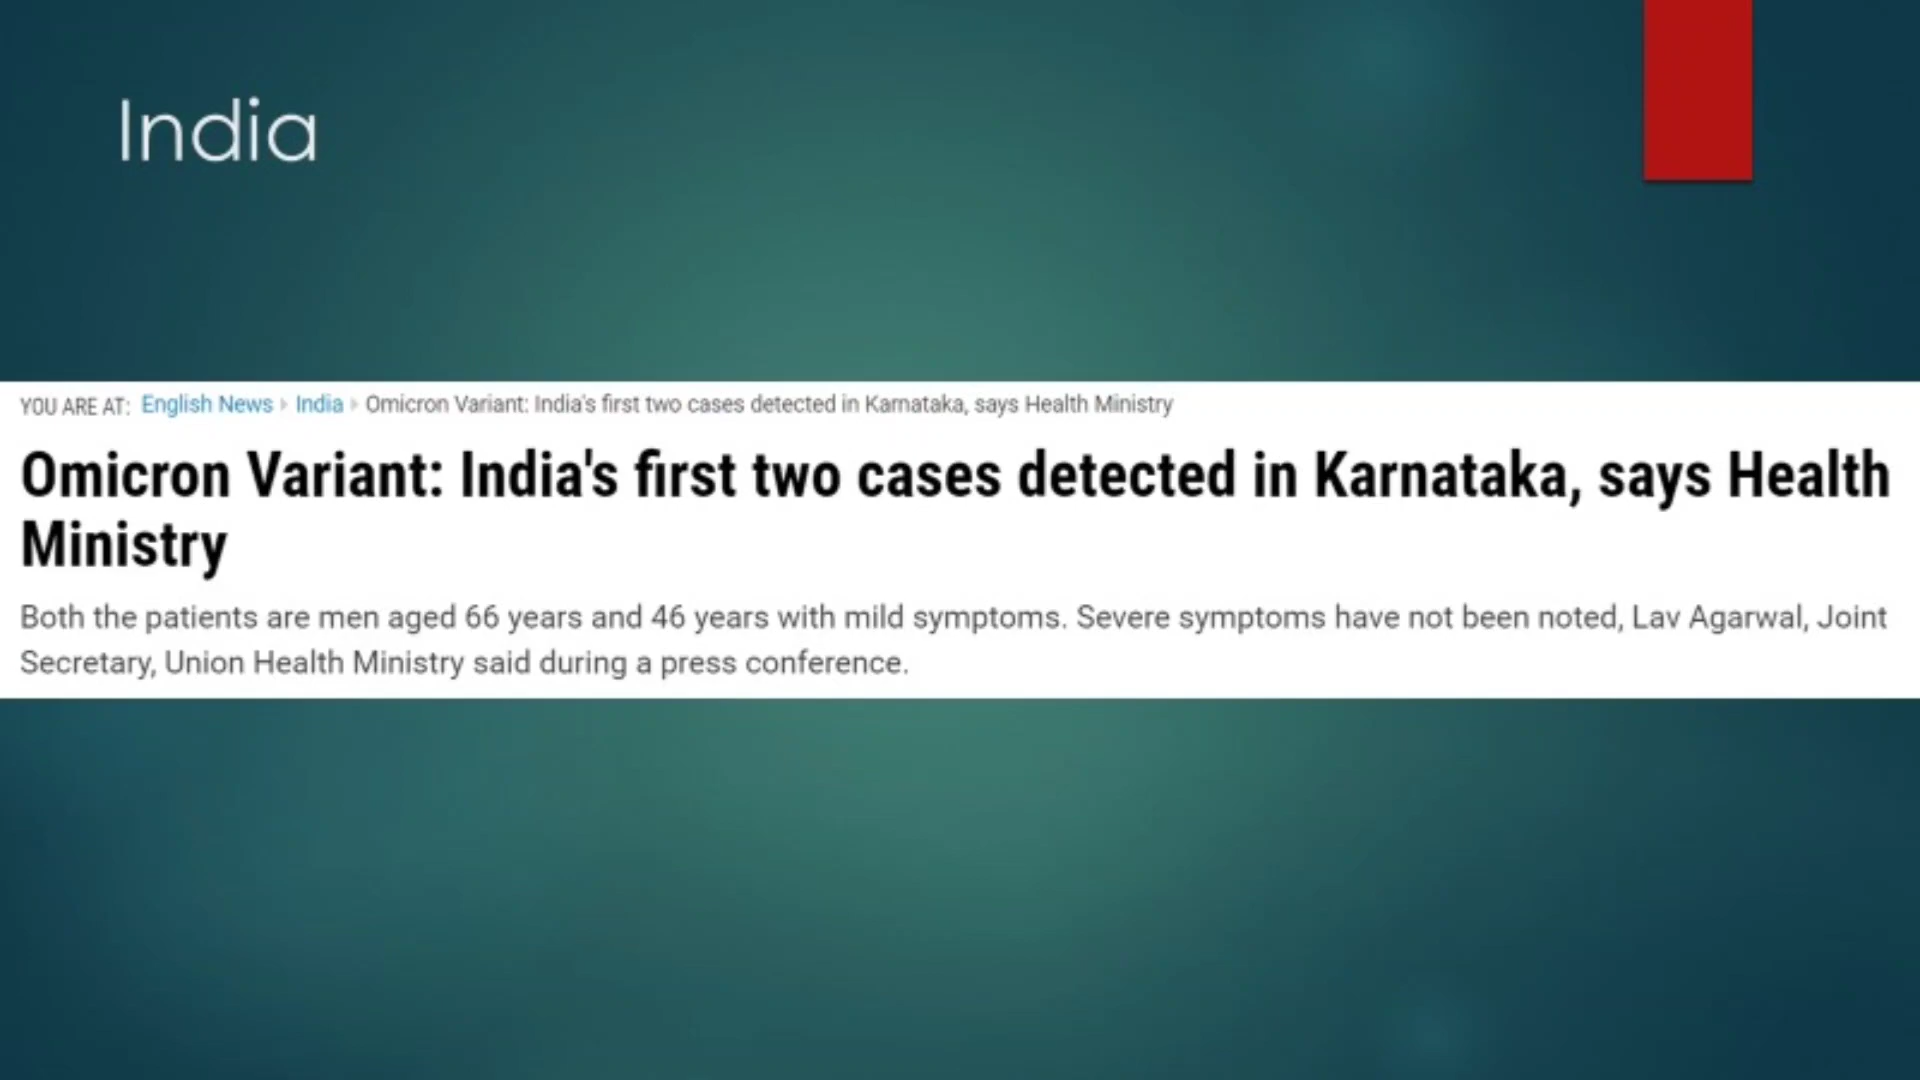 India
YOU ARE AT: English News India Omicron Variant: India's first two cases detected in Karnataka, says Health Ministry
Omicron Variant: India's first two cases detected in Karnataka, says Health
Ministry
Both the patients are men aged 66 years and 46 years with mild symptoms. Severe symptoms have not been noted, Lav Agarwal, Joint
Secretary, Union Health Ministry said during a press conference.